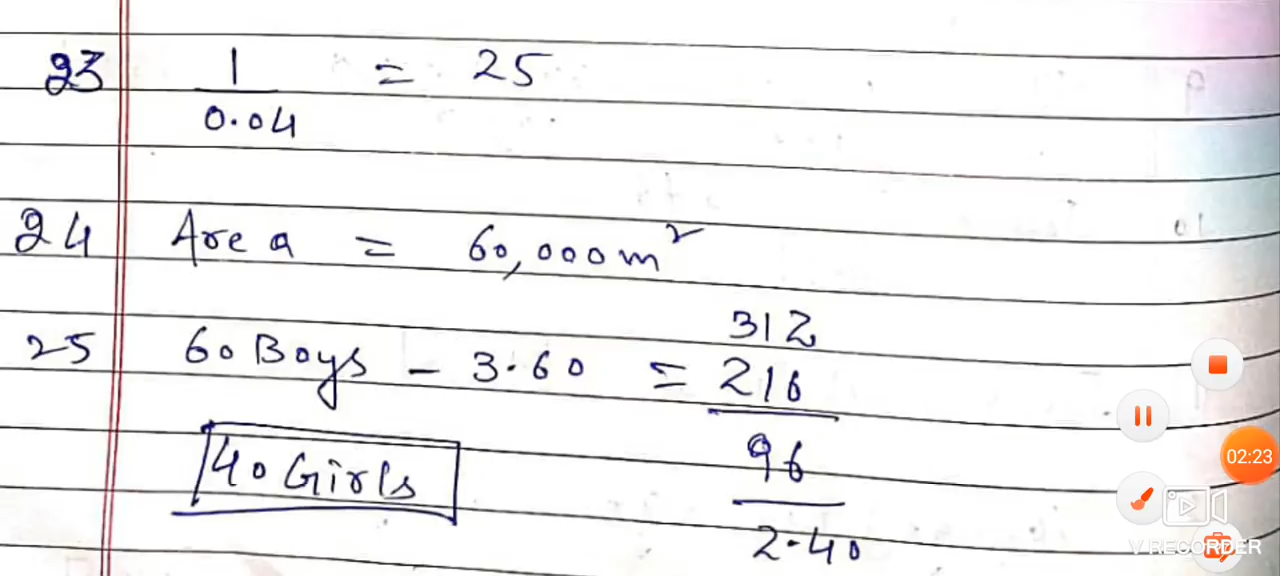 23 1 = 25
0.04
24 Area = 60,000m²
312
25 60 Boys - 3.60 = 216
96
40 Girls
2.40
02:23
V RECORDER